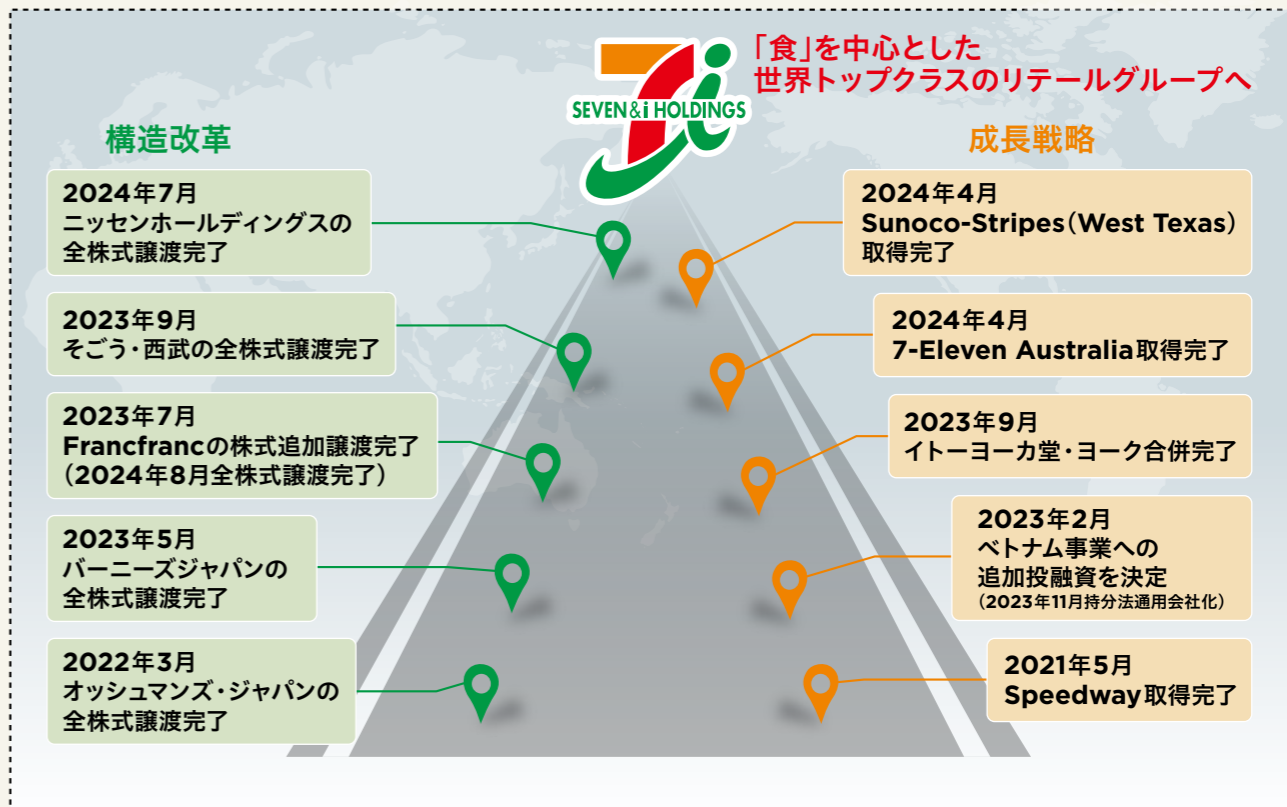 「食」を中心とした
世界トップクラスのリテールグループへ
SEVEN & i HOLDINGS
構造改革
2024年7月
ニッセンホールディングスの
全株式譲渡完了
2023年9月
そごう・西武の全株式譲渡完了
2023年7月
Francfrancの株式追加譲渡完了
(2024年8月全株式譲渡完了)
2023年5月
バーニーズジャパンの
全株式譲渡完了
2022年3月
オッシュマンズ・ジャパンの
全株式譲渡完了
成長戦略
2024年4月
Sunoco-Stripes(West Texas)
取得完了
2024年4月
7-Eleven Australia取得完了
2023年9月
イトーヨーカ堂・ヨーク合併完了
2023年2月
ベトナム事業への
追加投融資を決定
(2023年11月持分法適用会社化)
2021年5月
Speedway取得完了